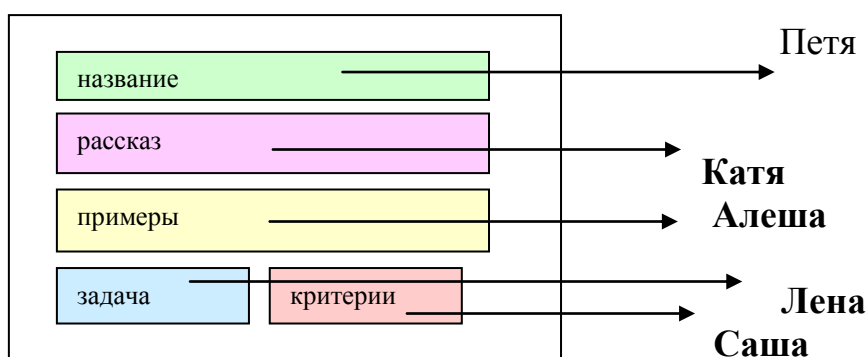 название
Петя
рассказ
Катя
примеры
Алеша
задача
критерии
Лена
Саша